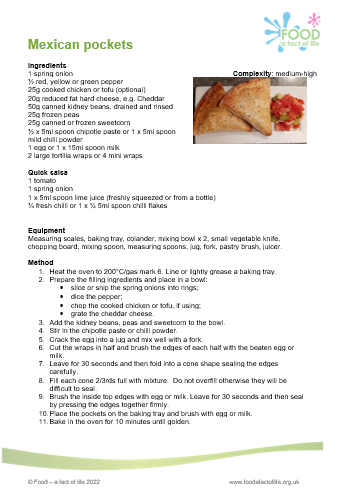 FOOD
a fact of life
Mexican pockets
Ingredients
1 spring onion
Complexity: medium-high
½ red, yellow or green pepper
25g cooked chicken or tofu (optional)
20g reduced fat hard cheese, e.g. Cheddar
50g canned kidney beans, drained and rinsed
25g frozen peas
25g canned or frozen sweetcorn
½ x 5ml spoon chipotle paste or 1 x 5ml spoon
mild chilli powder
1 egg or 1 x 15ml spoon milk
2 large tortilla wraps or 4 mini wraps
Quick salsa
1 tomato
1 spring onion
1 x 5ml spoon lime juice (freshly squeezed or from a bottle)
¼ fresh chilli or 1 x ¼ 5ml spoon chilli flakes
Equipment
Measuring scales, baking tray, colander, mixing bowl x 2, small vegetable knife,
chopping board, mixing spoon, measuring spoons, jug, fork, pastry brush, juicer.
Method
1. Heat the oven to 200°C/gas mark 6. Line or lightly grease a baking tray.
2. Prepare the filling ingredients and place in a bowl:
• slice or snip the spring onions into rings;
• dice the pepper;
• chop the cooked chicken or tofu, if using;
• grate the cheddar cheese.
3. Add the kidney beans, peas and sweetcorn to the bowl.
4. Stir in the chipotle paste or chilli powder.
5. Crack the egg into a jug and mix well with a fork.
6. Cut the wraps in half and brush the edges of each half with the beaten egg or
milk.
7. Leave for 30 seconds and then fold into a cone shape sealing the edges
carefully.
8. Fill each cone 2/3rds full with mixture. Do not overfill otherwise they will be
difficult to seal.
9. Brush the inside top edges with egg or milk. Leave for 30 seconds and then seal
by pressing the edges together firmly.
10. Place the pockets on the baking tray and brush with egg or milk.
11. Bake in the oven for 10 minutes until golden.
© Food – a fact of life 2022
www.foodafactoflife.org.uk